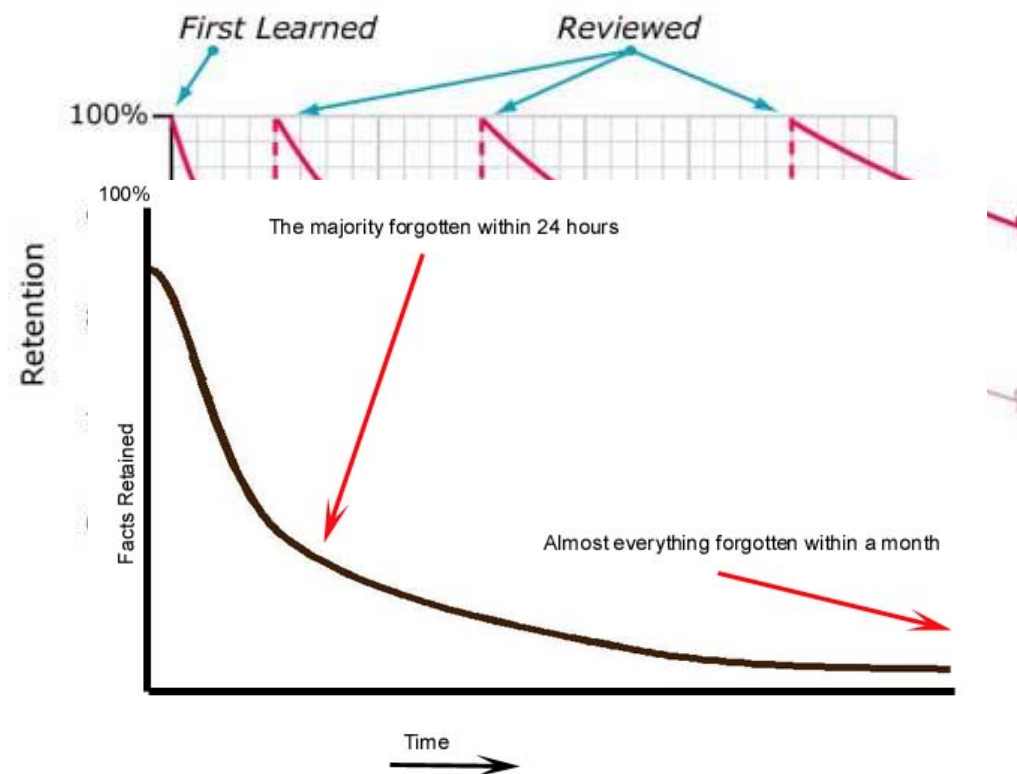 First Learned
Reviewed
100%
100%
The majority forgotten within 24 hours
Retention
Facts Retained
Almost everything forgotten within a month
Time